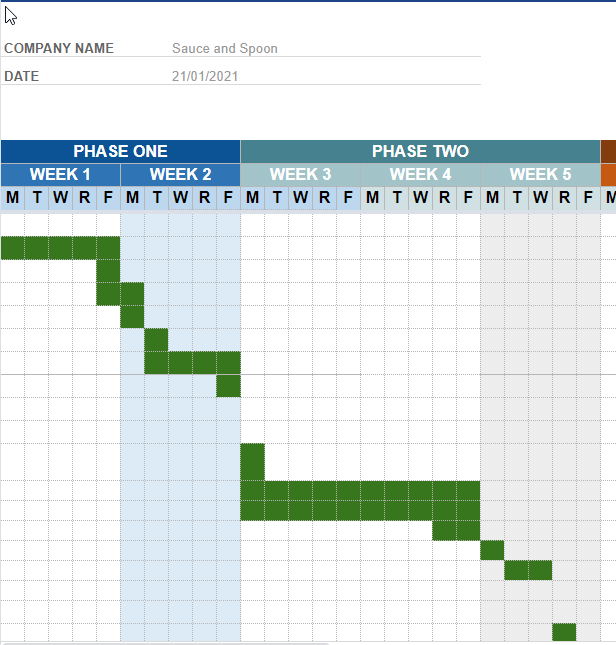 COMPANY NAME Sauce and Spoon
DATE 21/01/2021
PHASE ONE PHASE TWO
WEEK 1 WEEK 2 WEEK 3 WEEK 4 WEEK 5
M T W R F M T W R F M T W R F M T W R F M T W R F M